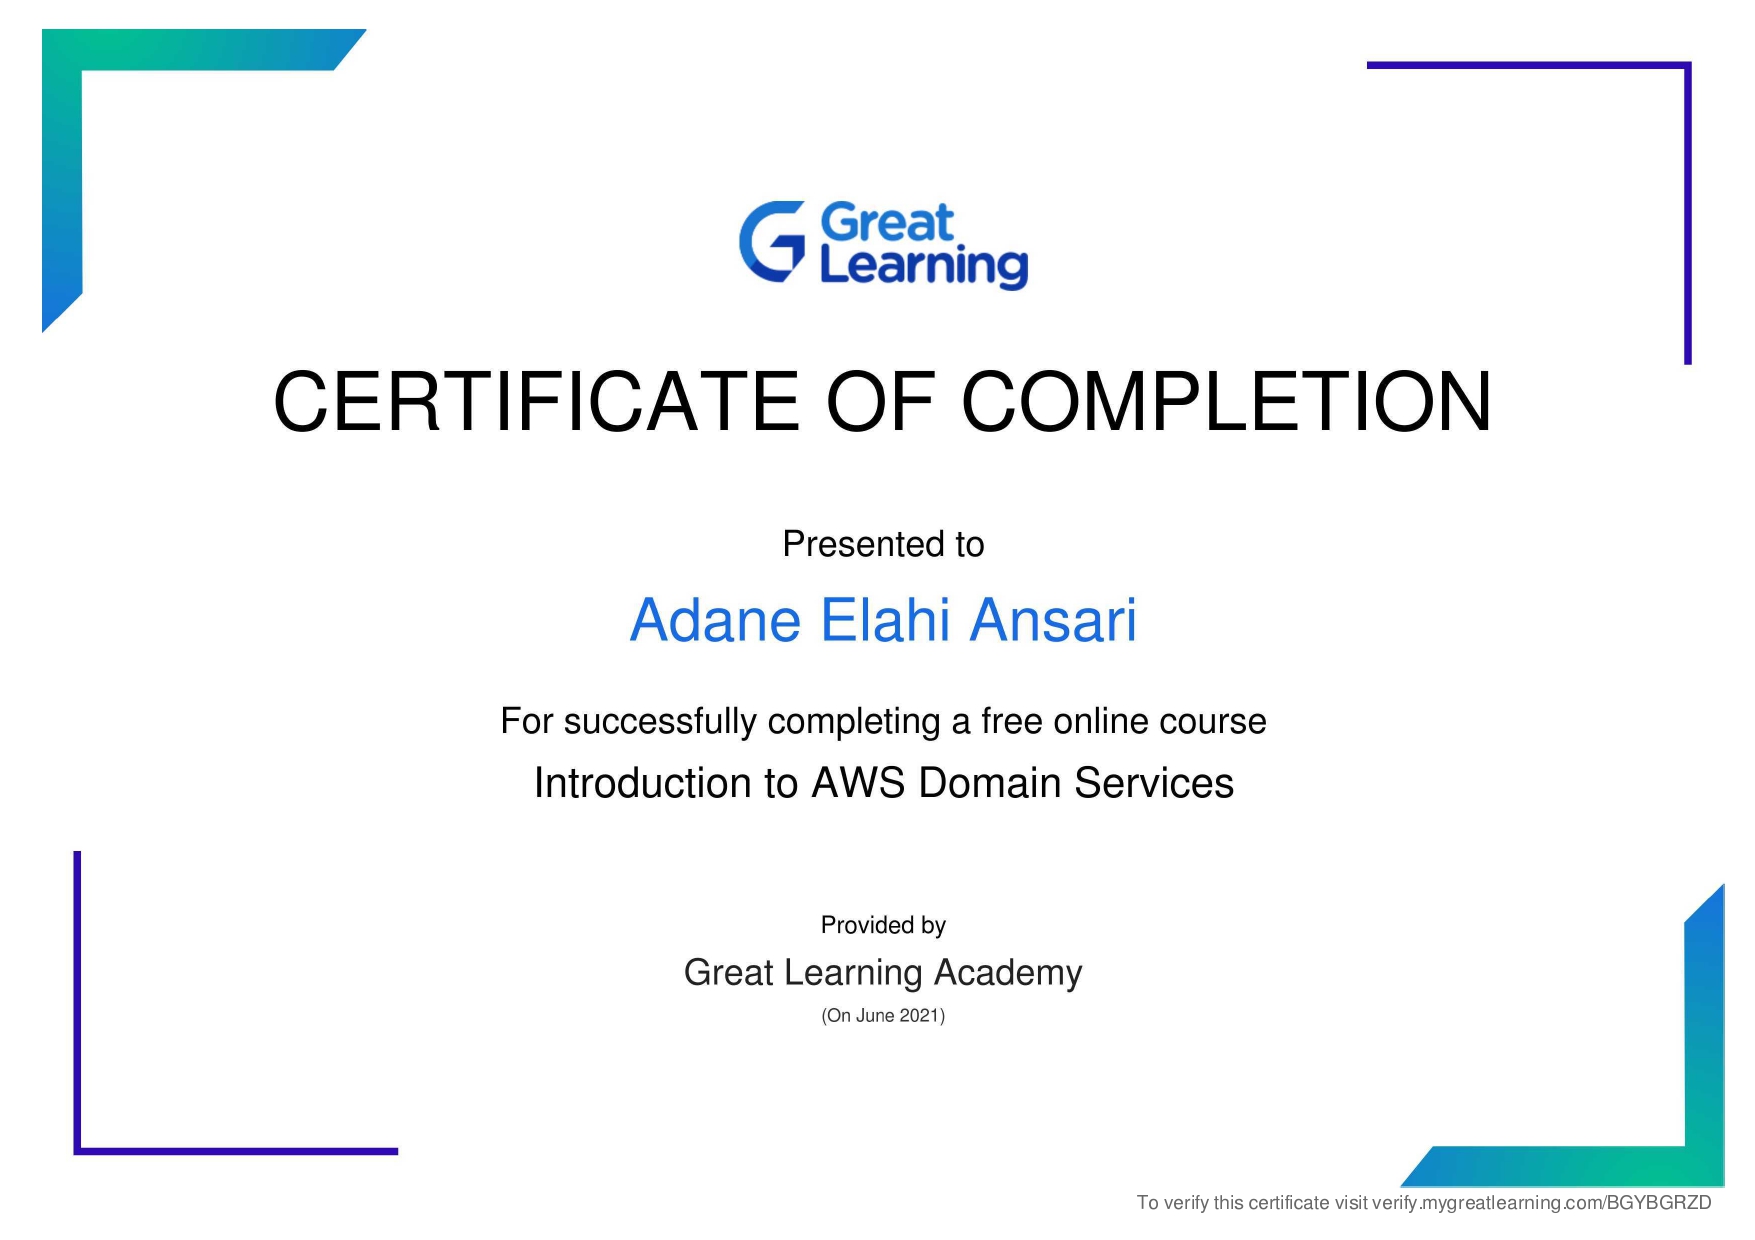 Great
Learning
CERTIFICATE OF COMPLETION
Presented to
Adane Elahi Ansari
For successfully completing a free online course
Introduction to AWS Domain Services
Provided by
Great Learning Academy
(On June 2021)
To verify this certificate visit verify.mygreatlearning.com/BGYBGRZD